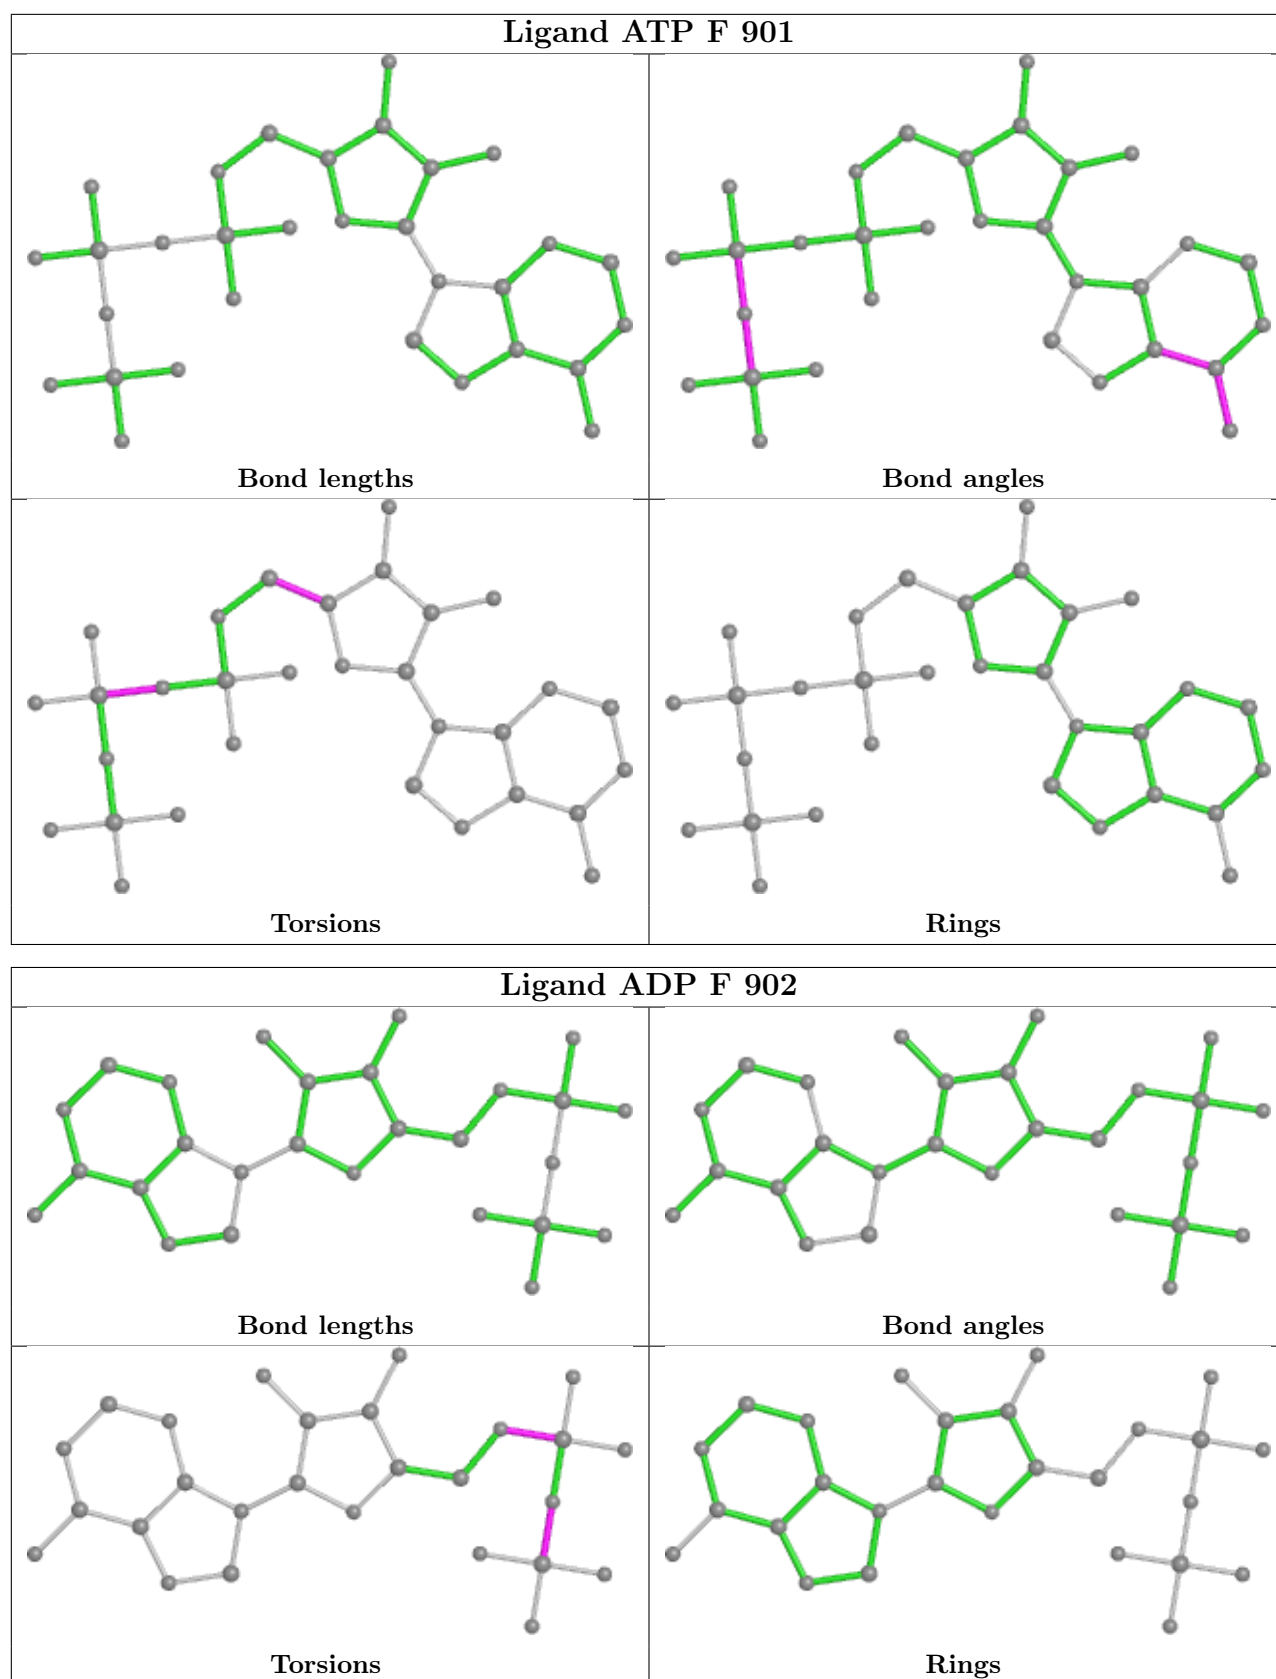 Ligand ATP F 901
Bond lengths
Bond angles
Torsions
Rings
Ligand ADP F 902
Bond lengths
Bond angles
Torsions
Rings